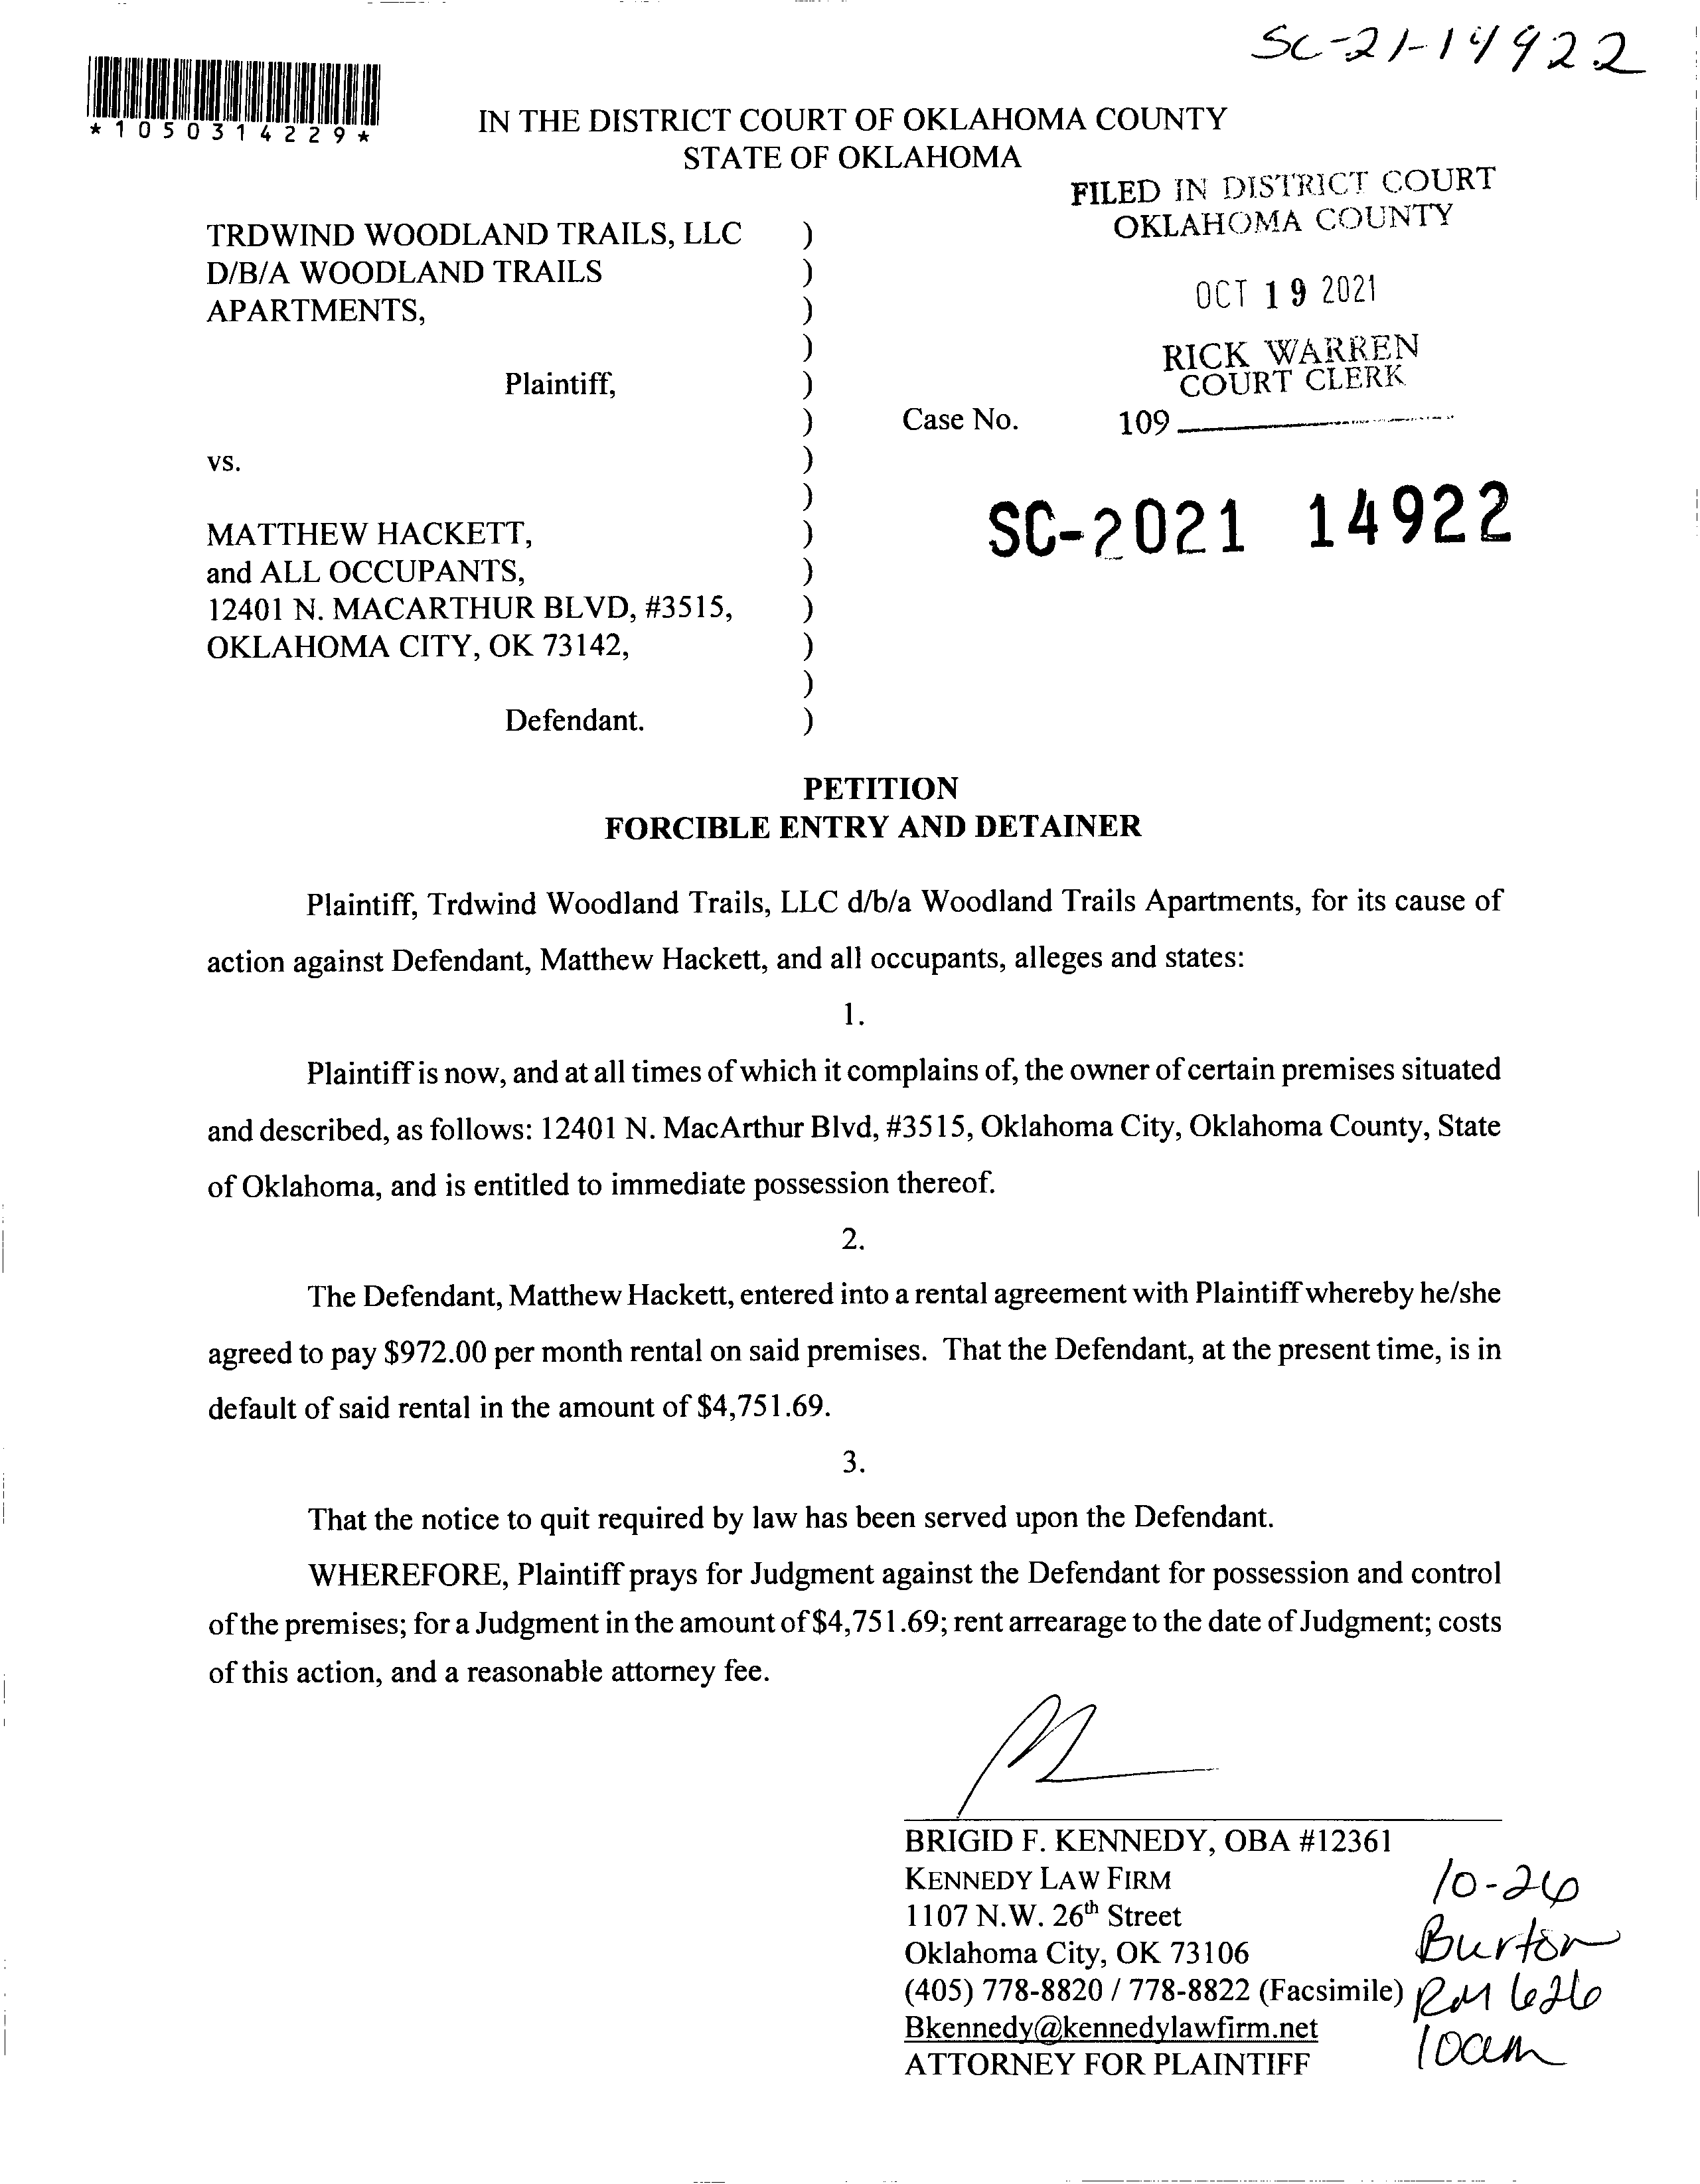 SC-21-14922
*1050314229*
IN THE DISTRICT COURT OF OKLAHOMA COUNTY
STATE OF OKLAHOMA
FILED IN DISTRICT COURT
OKLAHOMA COUNTY
TRDWIND WOODLAND TRAILS, LLC )
D/B/A WOODLAND TRAILS )
APARTMENTS, )
OCT 19 2021
)
RICK WARREN
COURT CLERK
Plaintiff, )
) Case No. 109
vs. )
)
SC-2021 14922
MATTHEW HACKETT, )
and ALL OCCUPANTS, )
12401 N. MACARTHUR BLVD, #3515, )
OKLAHOMA CITY, OK 73142, )
)
Defendant. )
PETITION
FORCIBLE ENTRY AND DETAINER
Plaintiff, Trdwind Woodland Trails, LLC d/b/a Woodland Trails Apartments, for its cause of
action against Defendant, Matthew Hackett, and all occupants, alleges and states:
1.
Plaintiff is now, and at all times of which it complains of, the owner of certain premises situated
and described, as follows: 12401 N. MacArthur Blvd, #3515, Oklahoma City, Oklahoma County, State
of Oklahoma, and is entitled to immediate possession thereof.
2.
The Defendant, Matthew Hackett, entered into a rental agreement with Plaintiff whereby he/she
agreed to pay $972.00 per month rental on said premises. That the Defendant, at the present time, is in
default of said rental in the amount of $4,751.69.
3.
That the notice to quit required by law has been served upon the Defendant.
WHEREFORE, Plaintiff prays for Judgment against the Defendant for possession and control
of the premises; for a Judgment in the amount of $4,751.69; rent arrearage to the date of Judgment; costs
of this action, and a reasonable attorney fee.
BRIGID F. KENNEDY, OBA #12361
KENNEDY LAW FIRM
1107 N.W. 26th Street
Oklahoma City, OK 73106
(405) 778-8820 / 778-8822 (Facsimile)
Bkennedy@kennedylawfirm.net
ATTORNEY FOR PLAINTIFF
10-26
Burton
RM 626
10am